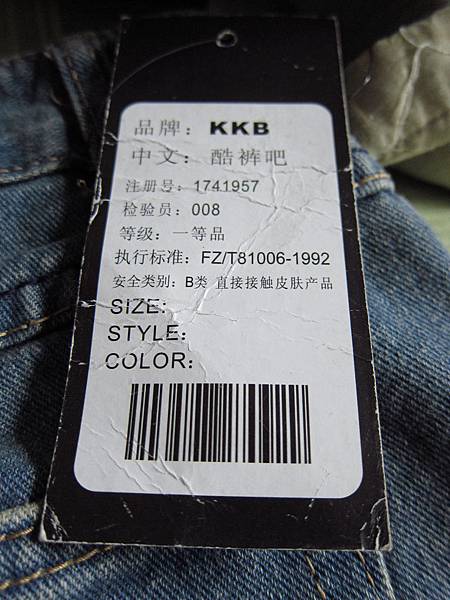 品牌：KKB
中文：酷裤吧
注册号：1741957
检验员：008
等级：一等品
执行标准：FZ/T81006-1992
安全类别：B类 直接接触皮肤产品
SIZE:
STYLE:
COLOR: